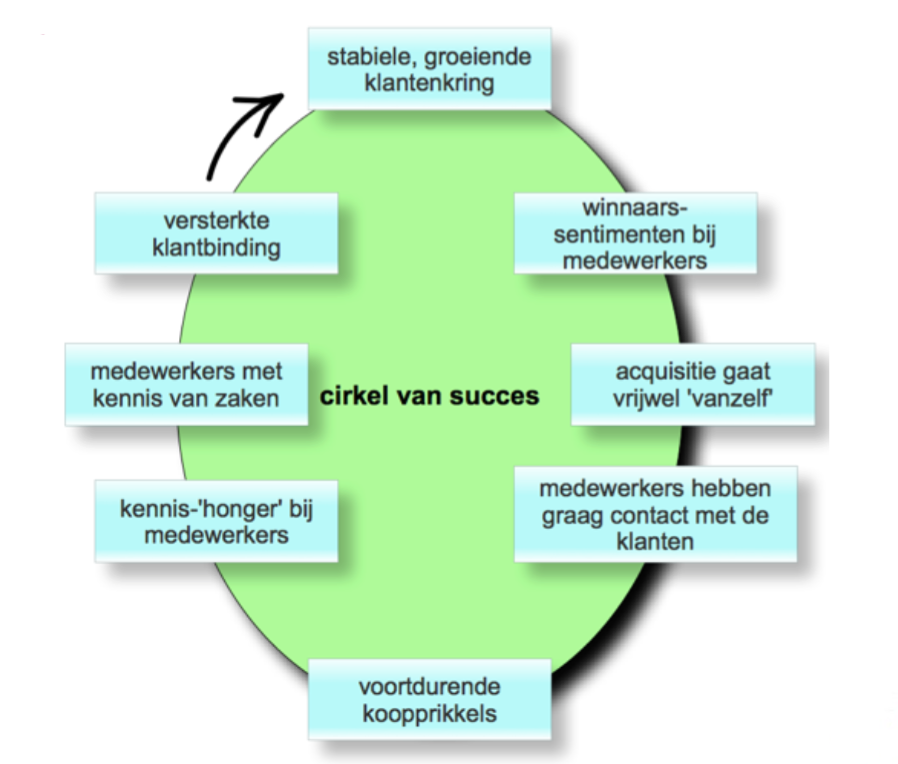 stabiele, groeiende
klantenkring
winnaars-
sentimenten bij
medewerkers
acquisitie gaat
vrijwel 'vanzelf'
medewerkers hebben
graag contact met de
klanten
voortdurende
koopprikkels
kennis-'honger' bij
medewerkers
medewerkers met
kennis van zaken
versterkte
klantbinding
cirkel van succes